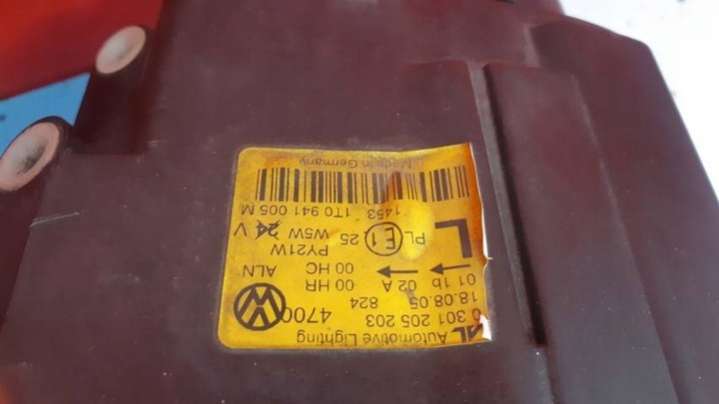 AL Automotive Lighting
301 205 203 4700
18.08.05 824
01 1b 02 A 00 HR
00 HC ALN
PY21W
L PL E1 25 W5W 24 V
1453 1T0 941 005 M
Made in Germany